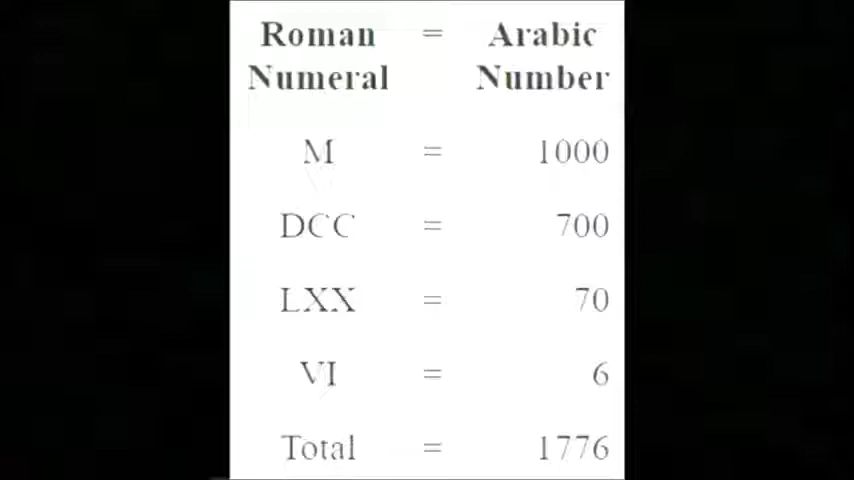 Roman = Arabic
Numeral Number
M = 1000
DCC = 700
LXX = 70
VI = 6
Total = 1776